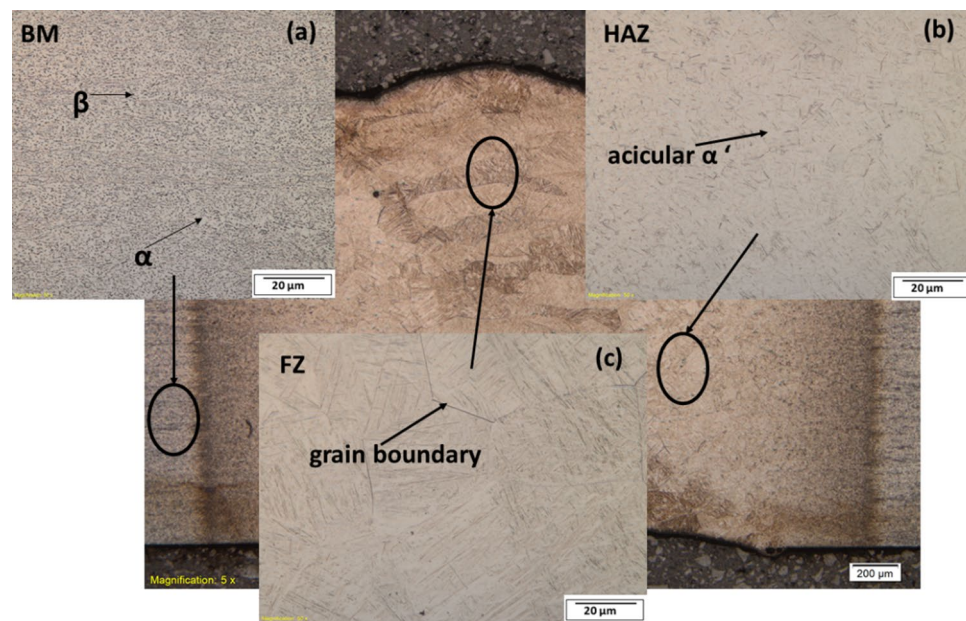 BM
(a)
β
α
20 µm
HAZ
(b)
acicular α ‘
20 µm
FZ
(c)
grain boundary
20 µm
Magnification: 5 x
200 µm